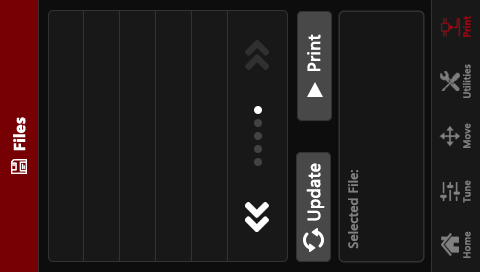 Files
Update
Print
Selected File:
Home
Tune
Move
Utilities
Print